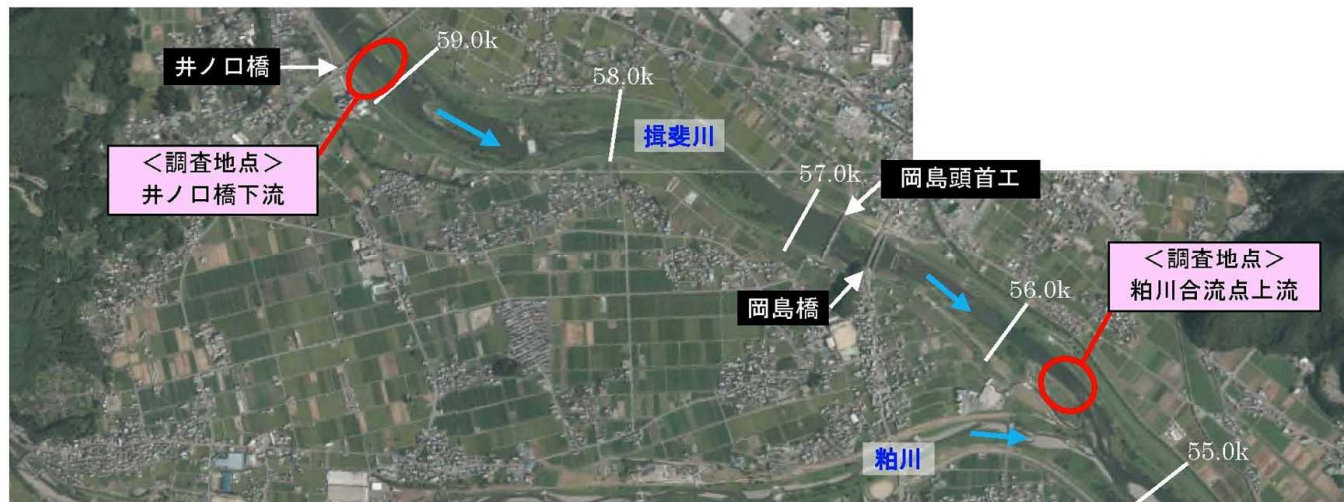 井ノ口橋
59.0k
58.0k
揖斐川
＜調査地点＞
井ノ口橋下流
57.0k
岡島頭首工
＜調査地点＞
粕川合流点上流
岡島橋
56.0k
粕川
55.0k